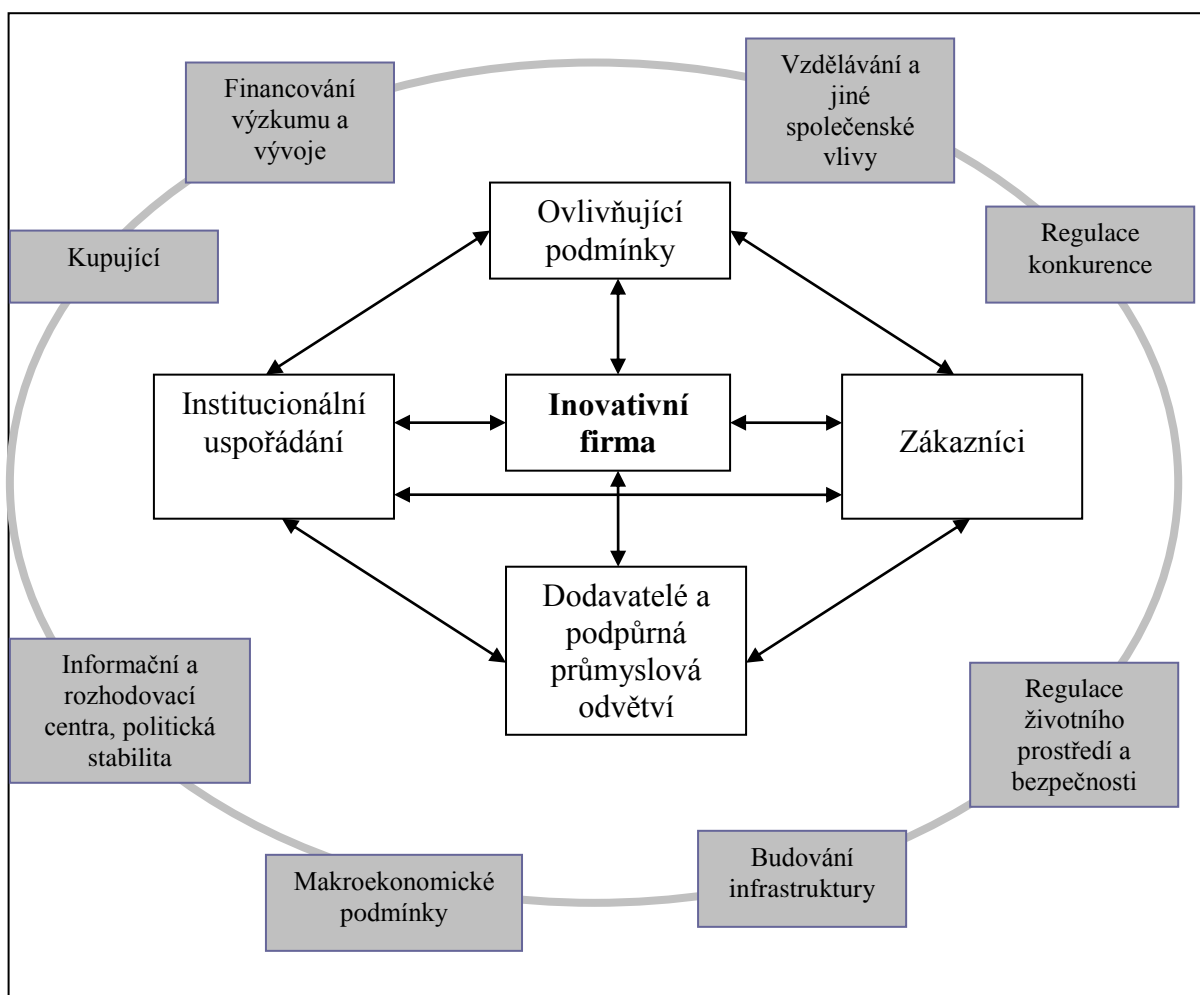 Financování
výzkumu a
vývoje
Vzdělávání a
jiné
společenské
vlivy
Kupující
Ovlivňující
podmínky
Regulace
konkurence
Institucionální
uspořádání
Inovativní
firma
Zákazníci
Dodavatelé a
podpůrná
průmyslová
odvětví
Informační a
rozhodovací
centra, politická
stabilita
Regulace
životního
prostředí a
bezpečnosti
Makroekonomické
podmínky
Budování
infrastruktury